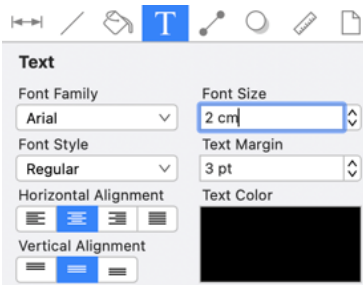 T
Text
Font Family
Font Size
Arial
2 cm
Font Style
Text Margin
Regular
3 pt
Horizontal Alignment
Text Color
Vertical Alignment